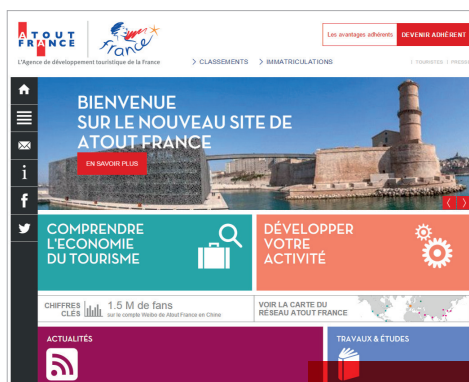 ATOUT
FRANCE
France
L'Agence de développement touristique de la France
CLASSEMENTS
IMMATRICULATIONS
Les avantages adhérents
DEVENIR ADHÉRENT
| TOURISTES | PRESSE
BIENVENUE
SUR LE NOUVEAU SITE DE
ATOUT FRANCE
EN SAVOIR PLUS
COMPRENDRE
L'ECONOMIE
DU TOURISME
DÉVELOPPER
VOTRE
ACTIVITÉ
CHIFFRES
CLÉS
1.5 M de fans
sur le compte Weibo de Atout France en Chine
VOIR LA CARTE DU
RÉSEAU ATOUT FRANCE
ACTUALITÉS
TRAVAUX & ÉTUDES